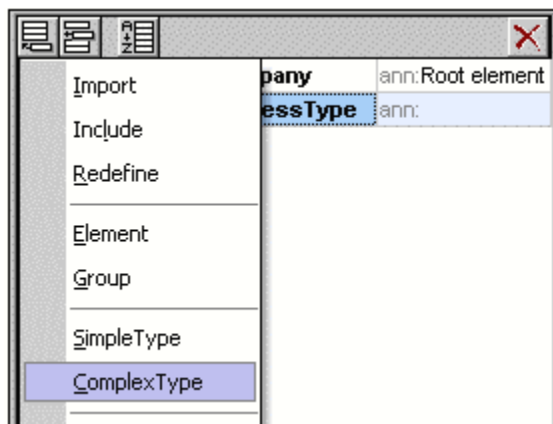 pany ann:Root element
essType ann:
Import
Include
Redefine
Element
Group
SimpleType
ComplexType